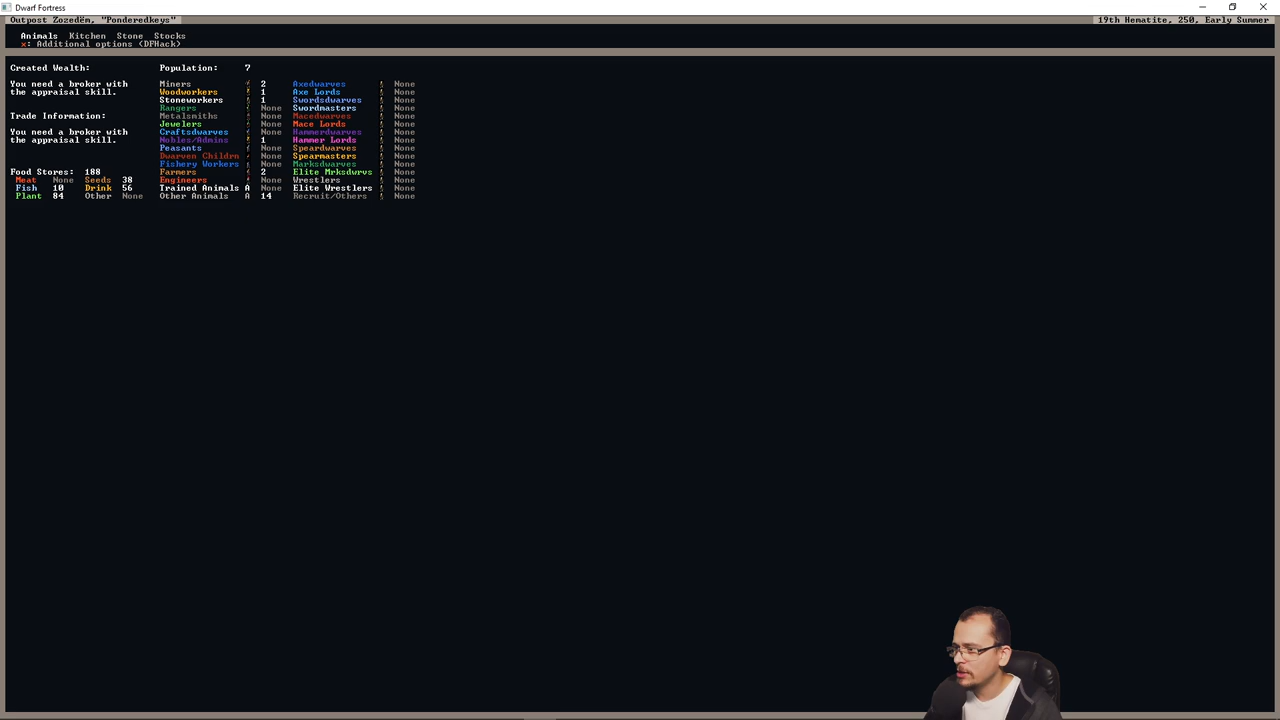 Dwarf Fortress
Outpost Zozedëm, "Ponderedkeys" 19th Hematite, 250, Early Summer
Animals Kitchen Stone Stocks
x: Additional options (DFHack)
Created Wealth: Population: 7
You need a broker with Miners 2 Axedwarves None
the appraisal skill. Woodworkers 1 Axe Lords None
Stoneworkers 1 Swordsdwarves None
Rangers None Swordmasters None
Trade Information: Metalsmiths None Macedwarves None
Jewelers None Mace Lords None
You need a broker with Craftsdwarves None Hammerdwarves None
the appraisal skill. Nobles/Admins 1 Hammer Lords None
Peasants None Speardwarves None
Dwarven Childrn None Spearmasters None
Fishery Workers None Marksdwarves None
Food Stores: 188 Farmers 2 Elite Mrksdwrvs None
Meat None Seeds 38 Engineers None Wrestlers None
Fish 10 Drink 56 Trained Animals A None Elite Wrestlers None
Plant 84 Other None Other Animals A 14 Recruit/Others None